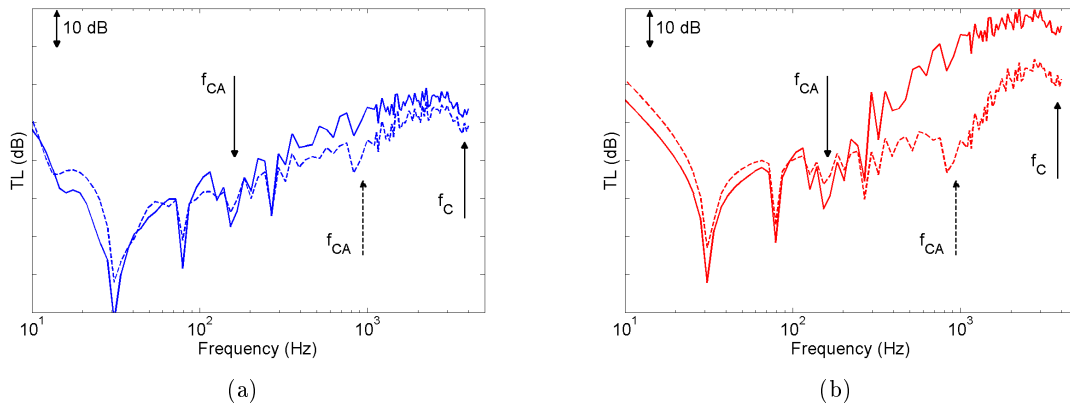 10 dB
f_CA
f_CA
f_C
TL (dB)
10^1
10^2
10^3
Frequency (Hz)
(a)
10 dB
f_CA
f_CA
f_C
TL (dB)
10^1
10^2
10^3
Frequency (Hz)
(b)